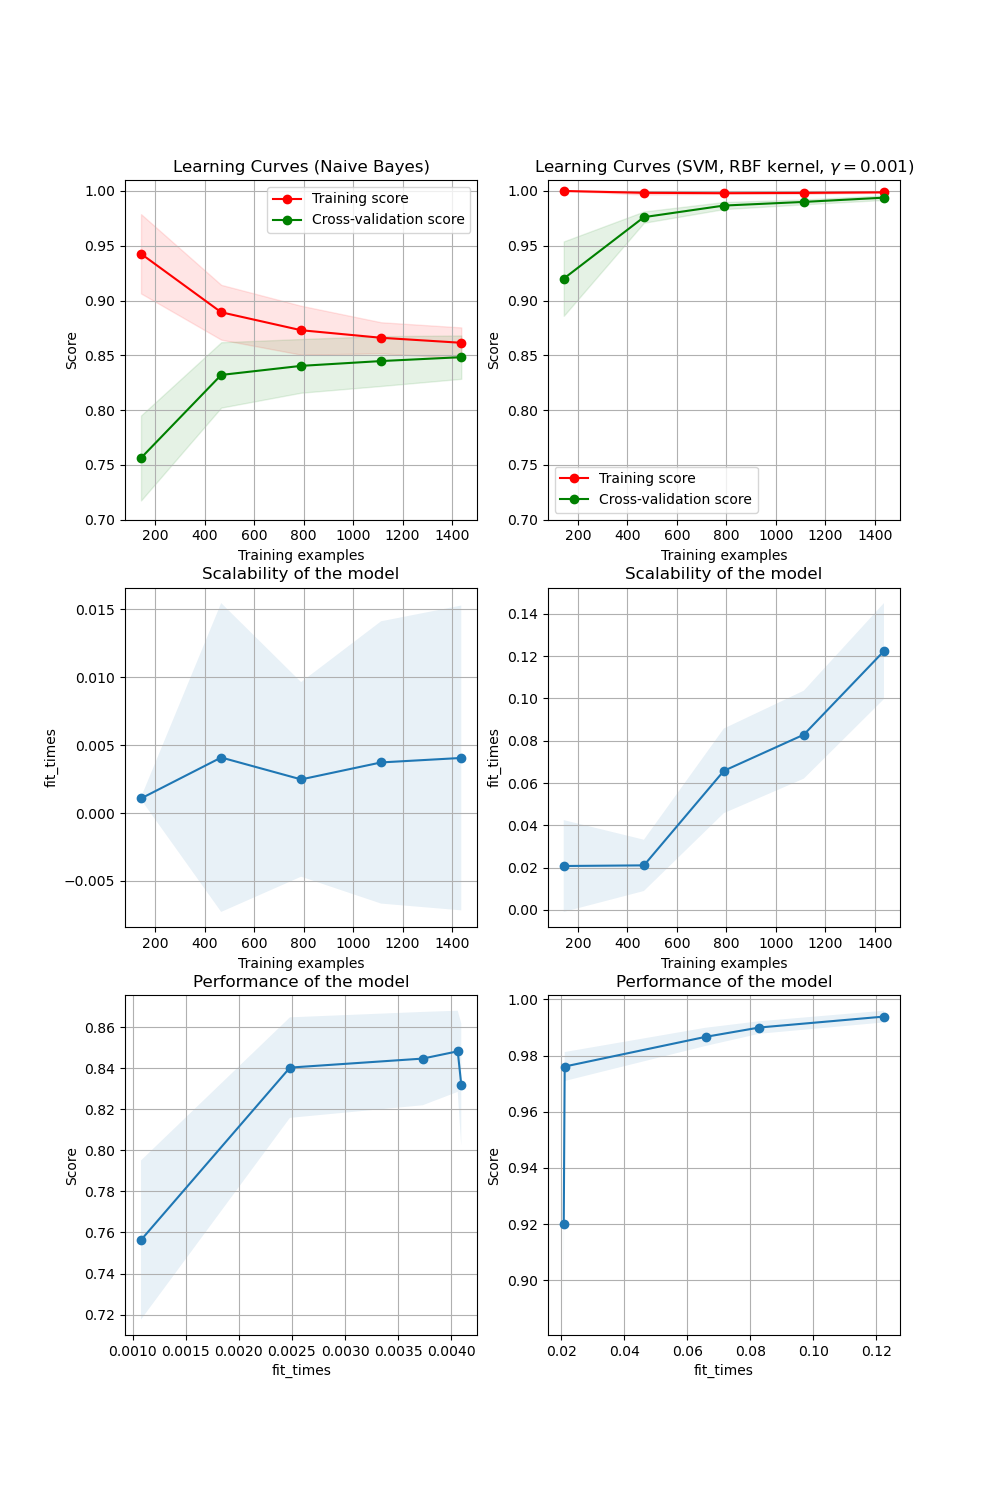 Learning Curves (Naive Bayes)
Score
1.00
0.95
0.90
0.85
0.80
0.75
0.70
Training score
Cross-validation score
200 400 600 800 1000 1200 1400
Training examples
Learning Curves (SVM, RBF kernel, γ = 0.001)
Score
1.00
0.95
0.90
0.85
0.80
0.75
0.70
Training score
Cross-validation score
200 400 600 800 1000 1200 1400
Training examples
Scalability of the model
fit_times
0.015
0.010
0.005
0.000
−0.005
200 400 600 800 1000 1200 1400
Training examples
Scalability of the model
fit_times
0.14
0.12
0.10
0.08
0.06
0.04
0.02
0.00
200 400 600 800 1000 1200 1400
Training examples
Performance of the model
Score
0.86
0.84
0.82
0.80
0.78
0.76
0.74
0.72
0.0010 0.0015 0.0020 0.0025 0.0030 0.0035 0.0040
fit_times
Performance of the model
Score
1.00
0.98
0.96
0.94
0.92
0.90
0.02 0.04 0.06 0.08 0.10 0.12
fit_times